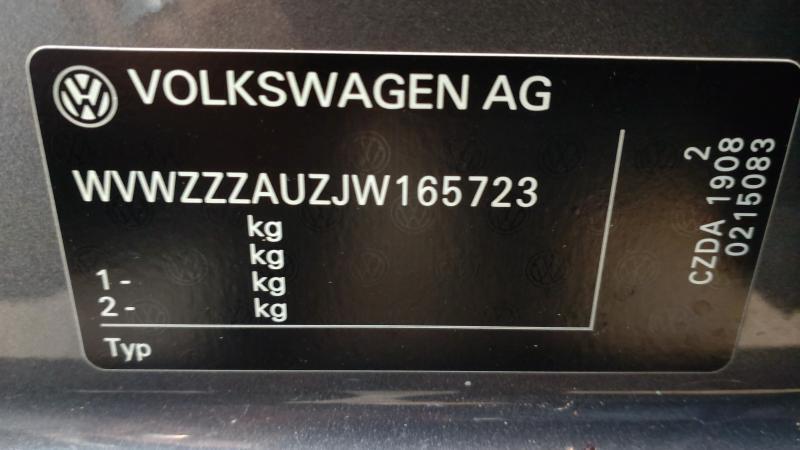 VOLKSWAGEN AG
WVWZZZAUZJW165723
kg
kg
1 - kg
2 - kg
Typ
2
CZDA 1908
0215083